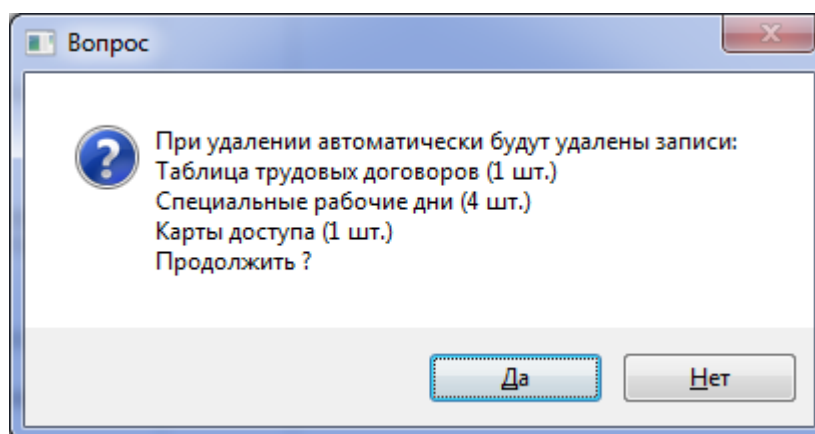 Вопрос
При удалении автоматически будут удалены записи:
Таблица трудовых договоров (1 шт.)
Специальные рабочие дни (4 шт.)
Карты доступа (1 шт.)
Продолжить ?
Да
Нет